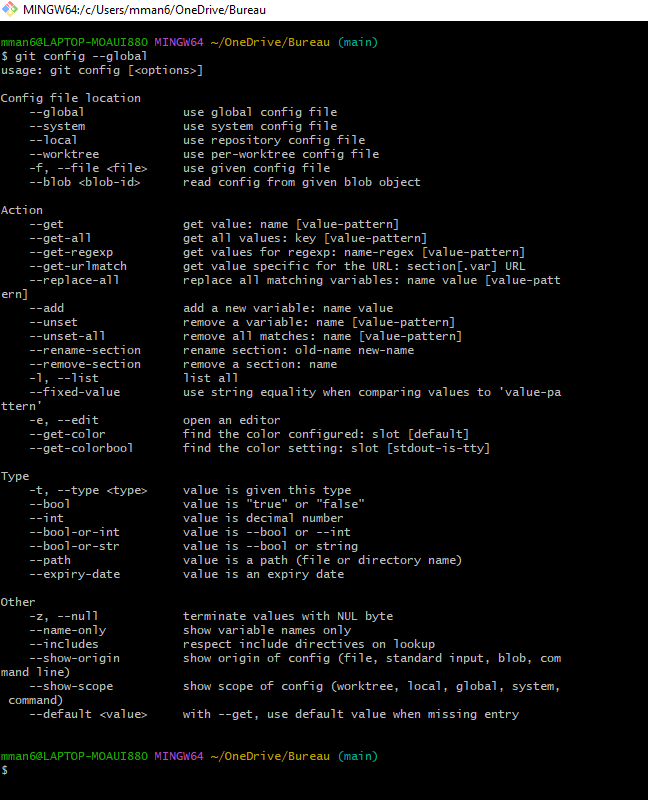 MINGW64:/c/Users/mman6/OneDrive/Bureau
mman6@LAPTOP-MOAUI880 MINGW64 ~/OneDrive/Bureau (main)
$ git config --global
usage: git config [<options>]
Config file location
--global use global config file
--system use system config file
--local use repository config file
--worktree use per-worktree config file
-f, --file <file> use given config file
--blob <blob-id> read config from given blob object
Action
--get get value: name [value-pattern]
--get-all get all values: key [value-pattern]
--get-regexp get values for regexp: name-regex [value-pattern]
--get-urlmatch get value specific for the URL: section[.var] URL
--replace-all replace all matching variables: name value [value-patt
ern]
--add add a new variable: name value
--unset remove a variable: name [value-pattern]
--unset-all remove all matches: name [value-pattern]
--rename-section rename section: old-name new-name
--remove-section remove a section: name
-l, --list list all
--fixed-value use string equality when comparing values to 'value-pa
ttern'
-e, --edit open an editor
--get-color find the color configured: slot [default]
--get-colorbool find the color setting: slot [stdout-is-tty]
Type
-t, --type <type> value is given this type
--bool value is "true" or "false"
--int value is decimal number
--bool-or-int value is --bool or --int
--bool-or-str value is --bool or string
--path value is a path (file or directory name)
--expiry-date value is an expiry date
Other
-z, --null terminate values with NUL byte
--name-only show variable names only
--includes respect include directives on lookup
--show-origin show origin of config (file, standard input, blob, com
mand line)
--show-scope show scope of config (worktree, local, global, system,
command)
--default <value> with --get, use default value when missing entry
mman6@LAPTOP-MOAUI880 MINGW64 ~/OneDrive/Bureau (main)
$